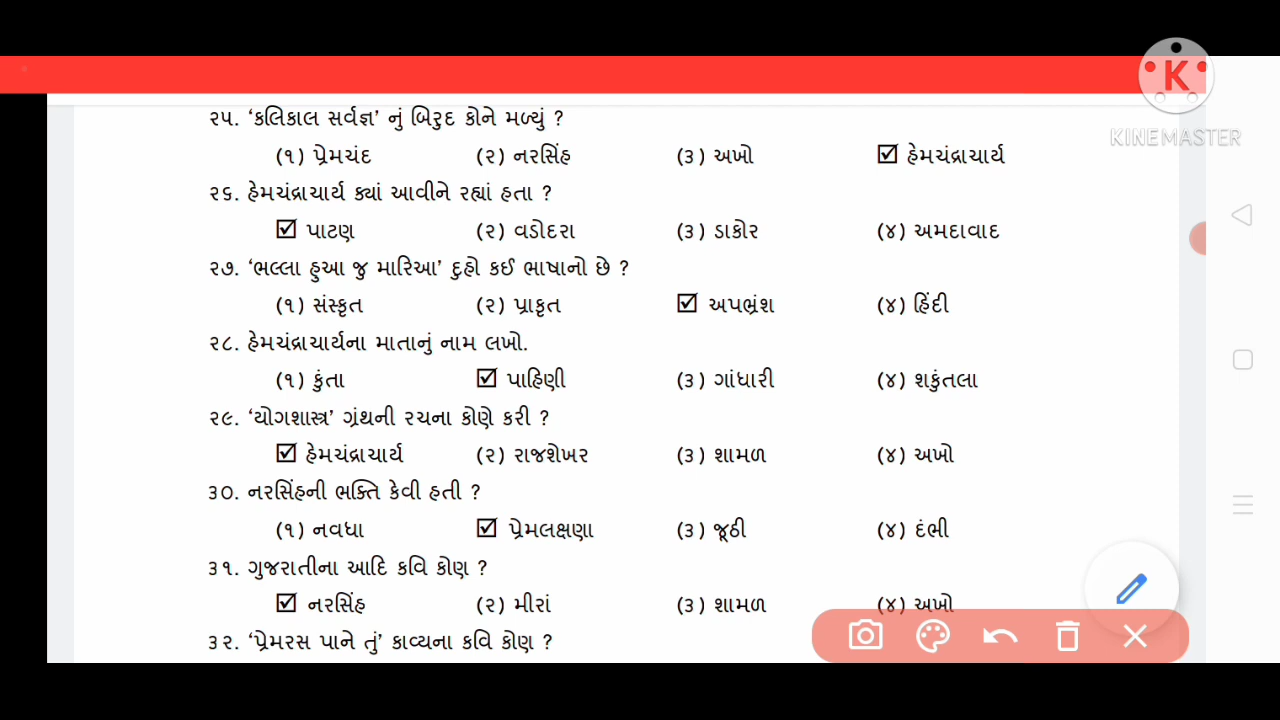 KINEMASTER
૨૫. ‘કલિકાલ સર્વજ્ઞ’ નું બિરુદ કોને મળ્યું ?
(૧) પ્રેમચંદ (૨) નરસિંહ (૩) અખો ☑ હેમચંદ્રાચાર્ય
૨૬. હેમચંદ્રાચાર્ય ક્યાં આવીને રહ્યાં હતા ?
☑ પાટણ (૨) વડોદરા (૩) ડાકોર (૪) અમદાવાદ
૨૭. ‘ભલ્લા હુઆ જુ મારિઆ’ દુહો કઈ ભાષાનો છે ?
(૧) સંસ્કૃત (૨) પ્રાકૃત ☑ અપભ્રંશ (૪) હિંદી
૨૮. હેમચંદ્રાચાર્યના માતાનું નામ લખો.
(૧) કુંતા ☑ પાહિણી (૩) ગાંધારી (૪) શકુંતલા
૨૯. ‘યોગશાસ્ત્ર’ ગ્રંથની રચના કોણે કરી ?
☑ હેમચંદ્રાચાર્ય (૨) રાજશેખર (૩) શામળ (૪) અખો
૩૦. નરસિંહની ભક્તિ કેવી હતી ?
(૧) નવધા ☑ પ્રેમલક્ષણા (૩) જૂઠી (૪) દંભી
૩૧. ગુજરાતીના આદિ કવિ કોણ ?
☑ નરસિંહ (૨) મીરાં (૩) શામળ (૪) અખો
૩૨. ‘પ્રેમરસ પાને તું’ કાવ્યના કવિ કોણ ?